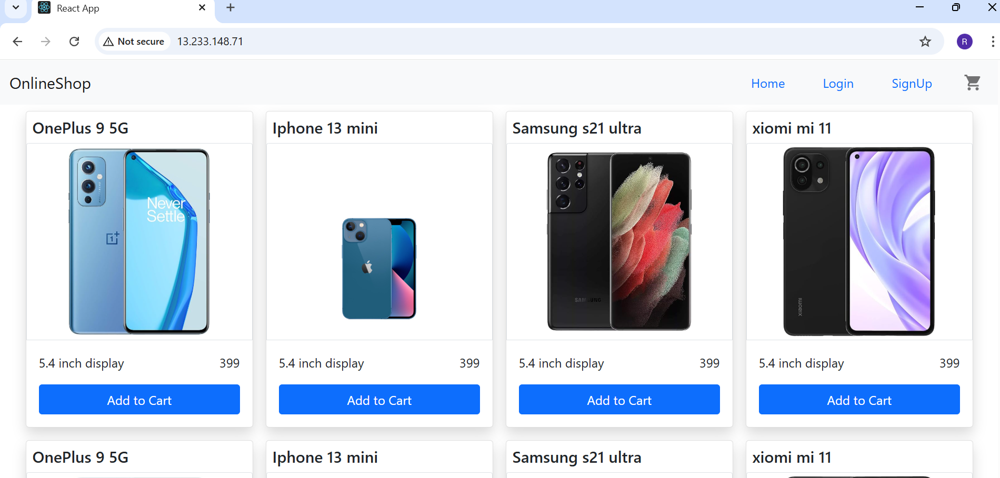 React App
Not secure 13.233.148.71
R
OnlineShop Home Login SignUp
OnePlus 9 5G
Never
Settle
5.4 inch display 399
Add to Cart
Iphone 13 mini
5.4 inch display 399
Add to Cart
Samsung s21 ultra
SAMSUNG
5.4 inch display 399
Add to Cart
xiomi mi 11
xiaomi
5.4 inch display 399
Add to Cart
OnePlus 9 5G
Iphone 13 mini
Samsung s21 ultra
xiomi mi 11